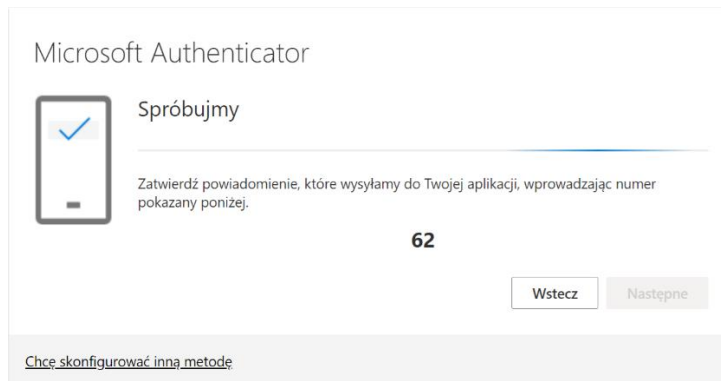 Microsoft Authenticator
Spróbujmy
Zatwierdź powiadomienie, które wysyłamy do Twojej aplikacji, wprowadzając numer
pokazany poniżej.
62
Wstecz
Następne
Chcę skonfigurować inną metodę